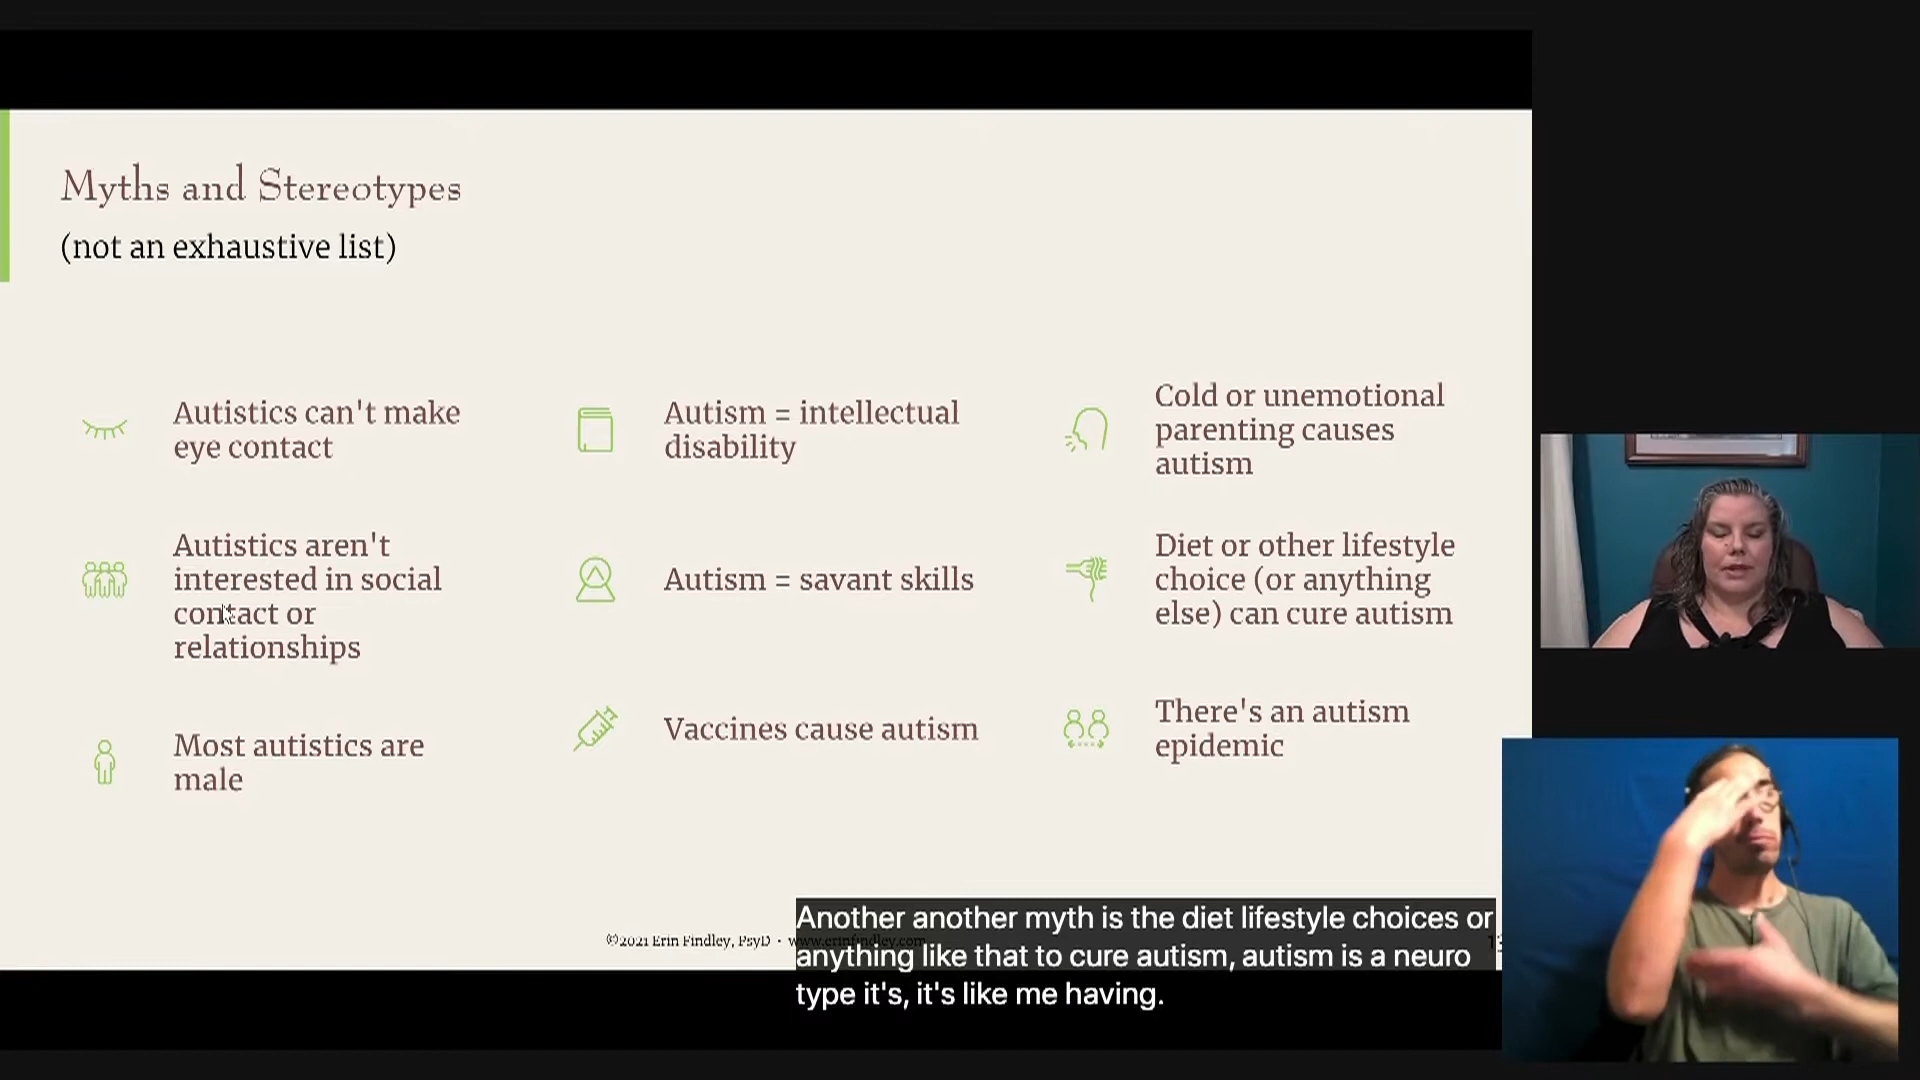 Myths and Stereotypes
(not an exhaustive list)
Autistics can't make
eye contact
Autistics aren't
interested in social
contact or
relationships
Most autistics are
male
Autism = intellectual
disability
Autism = savant skills
Vaccines cause autism
Cold or unemotional
parenting causes
autism
Diet or other lifestyle
choice (or anything
else) can cure autism
There's an autism
epidemic
©2021 Erin Findley, PsyD · www.erinfindley.com
Another another myth is the diet lifestyle choices or
anything like that to cure autism, autism is a neuro
type it's, it's like me having.